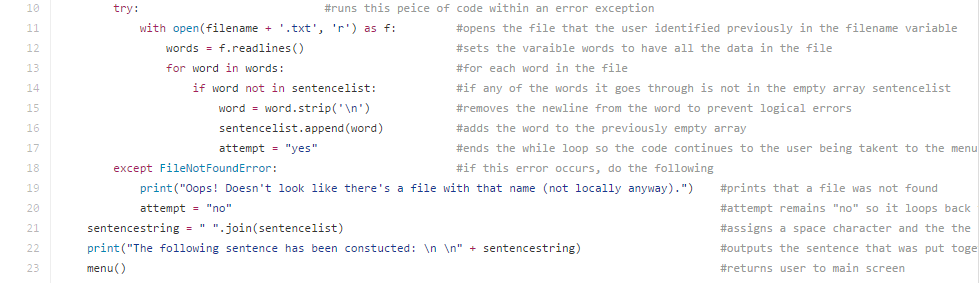 10 try: #runs this peice of code within an error exception
11 with open(filename + '.txt', 'r') as f: #opens the file that the user identified previously in the filename variable
12 words = f.readlines() #sets the varaible words to have all the data in the file
13 for word in words: #for each word in the file
14 if word not in sentencelist: #if any of the words it goes through is not in the empty array sentencelist
15 word = word.strip('\n') #removes the newline from the word to prevent logical errors
16 sentencelist.append(word) #adds the word to the previously empty array
17 attempt = "yes" #ends the while loop so the code continues to the user being takent to the menu
18 except FileNotFoundError: #if this error occurs, do the following
19 print("Oops! Doesn't look like there's a file with that name (not locally anyway).") #prints that a file was not found
20 attempt = "no" #attempt remains "no" so it loops back
21 sentencestring = " ".join(sentencelist) #assigns a space character and the the
22 print("The following sentence has been constucted: \n \n" + sentencestring) #outputs the sentence that was put toge
23 menu() #returns user to main screen